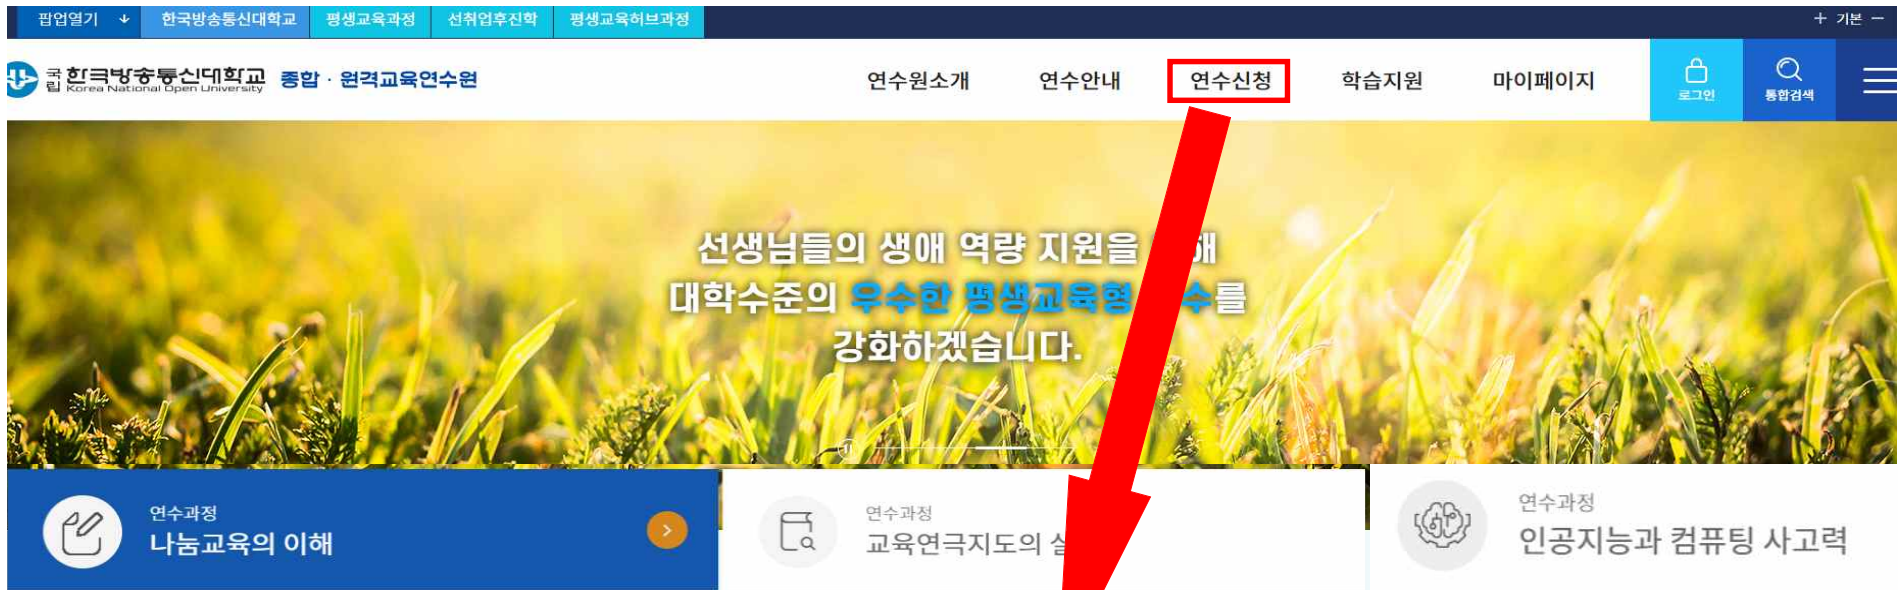 팝업열기
한국방송통신대학교
평생교육과정
선취업후진학
평생교육허브과정
기본
국립 한국방송통신대학교 종합·원격교육연수원
Korea National Open University
연수원소개
연수안내
연수신청
학습지원
마이페이지
로그인
통합검색
선생님들의 생애 역량 지원을
대학수준의 우수한 평생교육형
강화하겠습니다.
연수과정
나눔교육의 이해
연수과정
교육연극지도의
연수과정
인공지능과 컴퓨팅 사고력